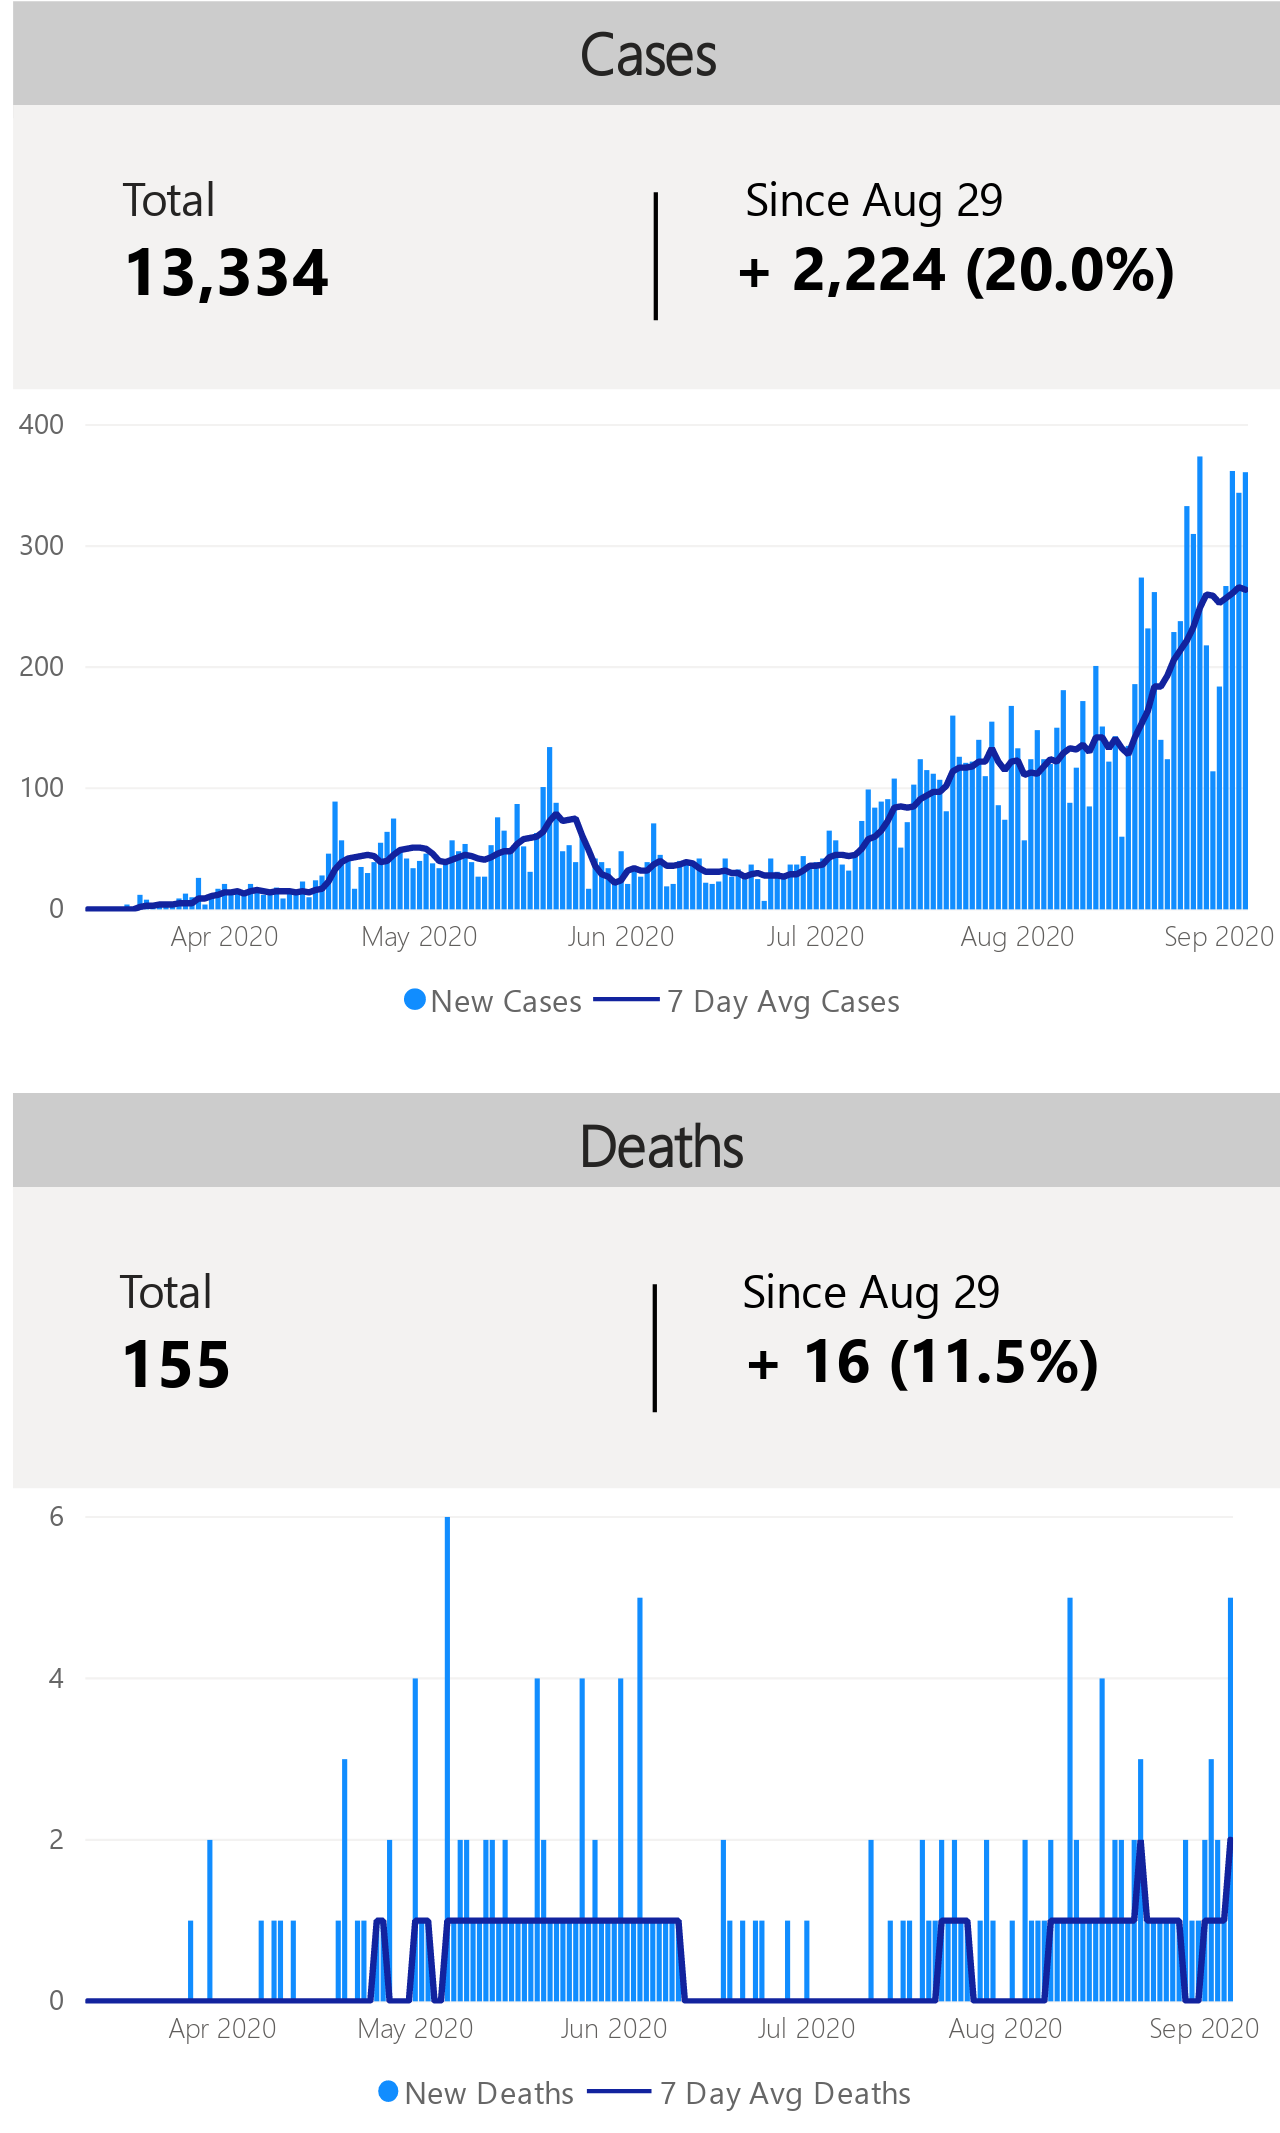 Cases
Total
Since Aug 29
13,334
+ 2,224 (20.0%)
400
300
200
100
0
Apr 2020 May 2020 Jun 2020 Jul 2020 Aug 2020 Sep 2020
New Cases 7 Day Avg Cases
Deaths
Total
Since Aug 29
155
+ 16 (11.5%)
6
4
2
0
Apr 2020 May 2020 Jun 2020 Jul 2020 Aug 2020 Sep 2020
New Deaths 7 Day Avg Deaths